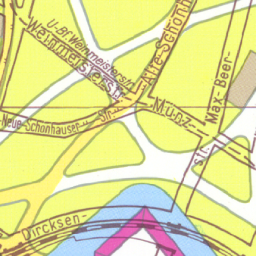 U-Bf Weinmeisterstr.
Weinmeisterstr.
Alte-Schönh
Max-Beer-
Str.
Münz-
Neue-Schönhauser
Str.
Dircksen-